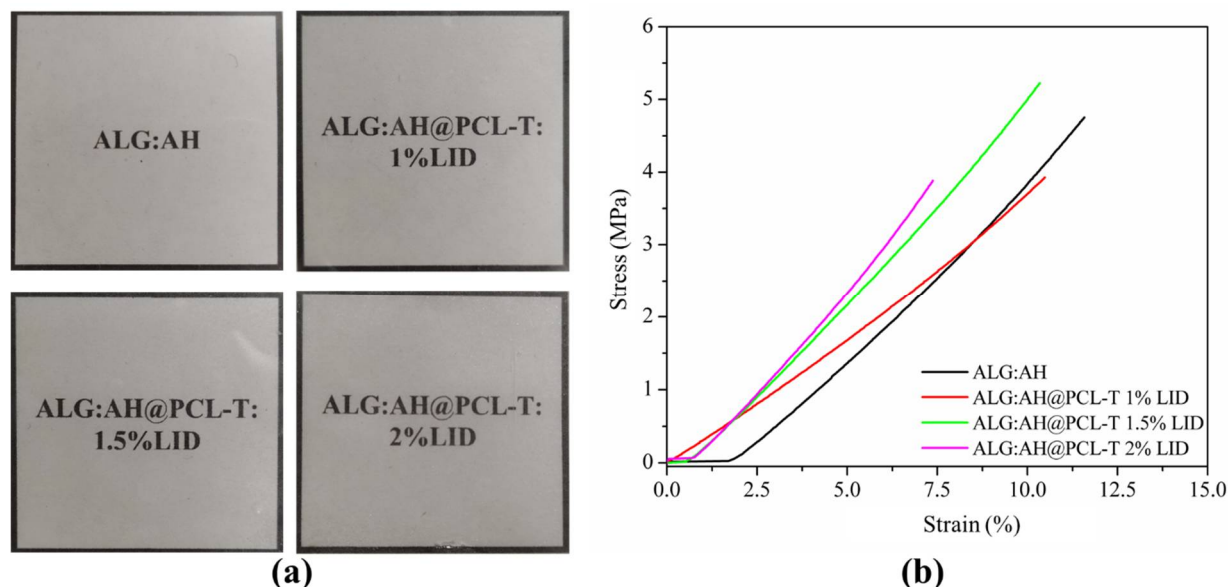 ALG:AH
ALG:AH@PCL-T:
1%LID
ALG:AH@PCL-T:
1.5%LID
ALG:AH@PCL-T:
2%LID
(a)
6
5
4
3
2
1
0
Stress (MPa)
0.0
2.5
5.0
7.5
10.0
12.5
15.0
Strain (%)
ALG:AH
ALG:AH@PCL-T 1% LID
ALG:AH@PCL-T 1.5% LID
ALG:AH@PCL-T 2% LID
(b)